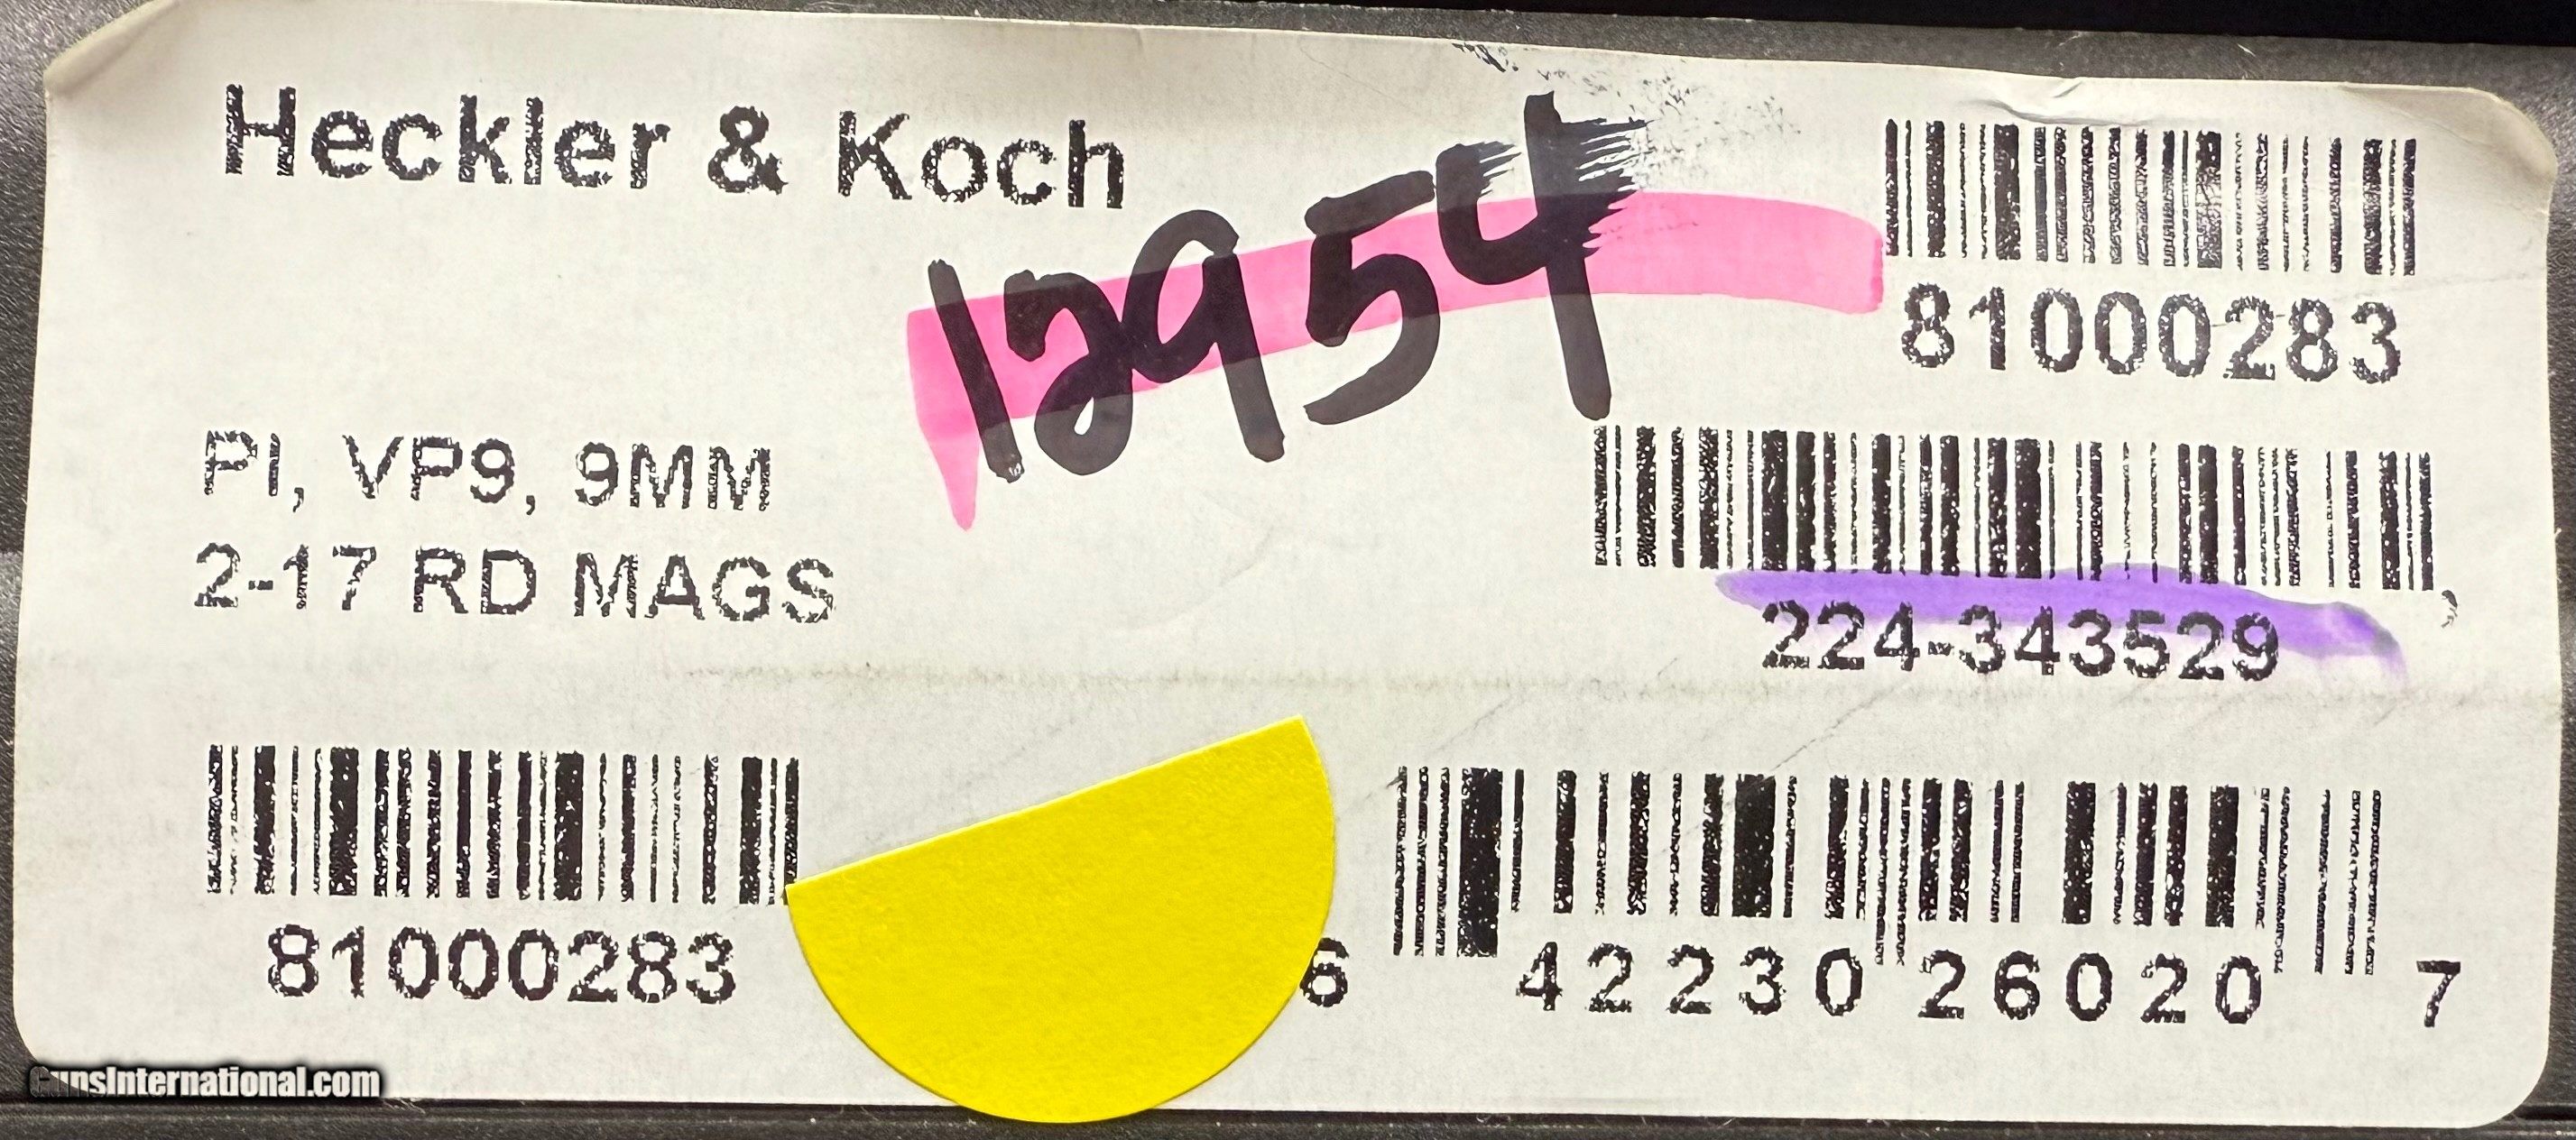 Heckler & Koch
12954
81000283
PI, VP9, 9MM
2-17 RD MAGS
224-343529
81000283
6 42230 26020 7
GunsInternational.com